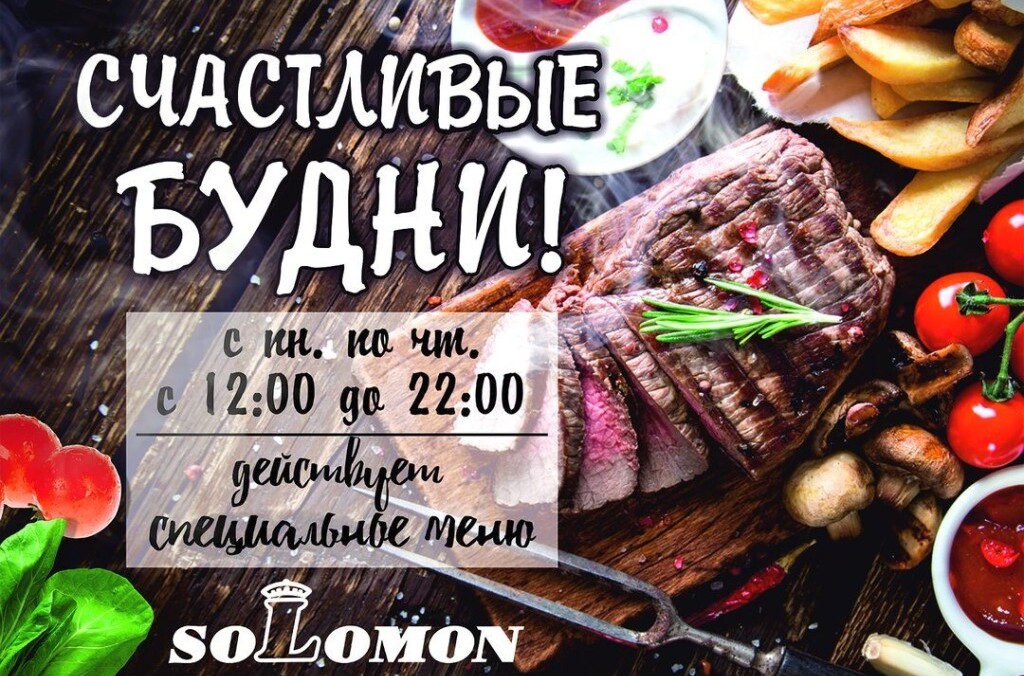 СЧАСТЛИВЫЕ
БУДНИ!
с пн. по чт.
с 12:00 до 22:00
действует
специальное меню
SOLOMON